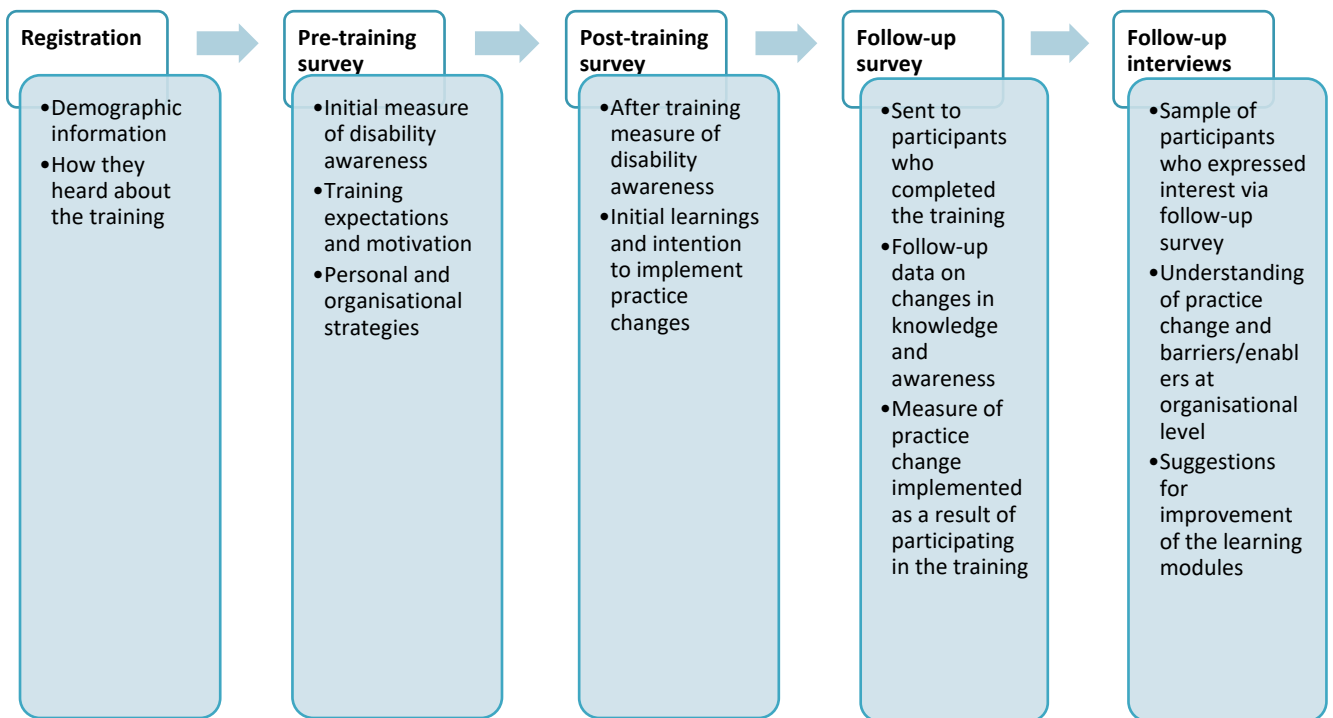 Registration
•Demographic
information
•How they
heard about
the training
Pre-training
survey
•Initial measure
of disability
awareness
•Training
expectations
and motivation
•Personal and
organisational
strategies
Post-training
survey
•After training
measure of
disability
awareness
•Initial learnings
and intention
to implement
practice
changes
Follow-up
survey
•Sent to
participants
who
completed
the training
•Follow-up
data on
changes in
knowledge
and
awareness
•Measure of
practice
change
implemented
as a result of
participating
in the training
Follow-up
interviews
•Sample of
participants
who expressed
interest via
follow-up
survey
•Understanding
of practice
change and
barriers/enabl
ers at
organisational
level
•Suggestions
for
improvement
of the learning
modules